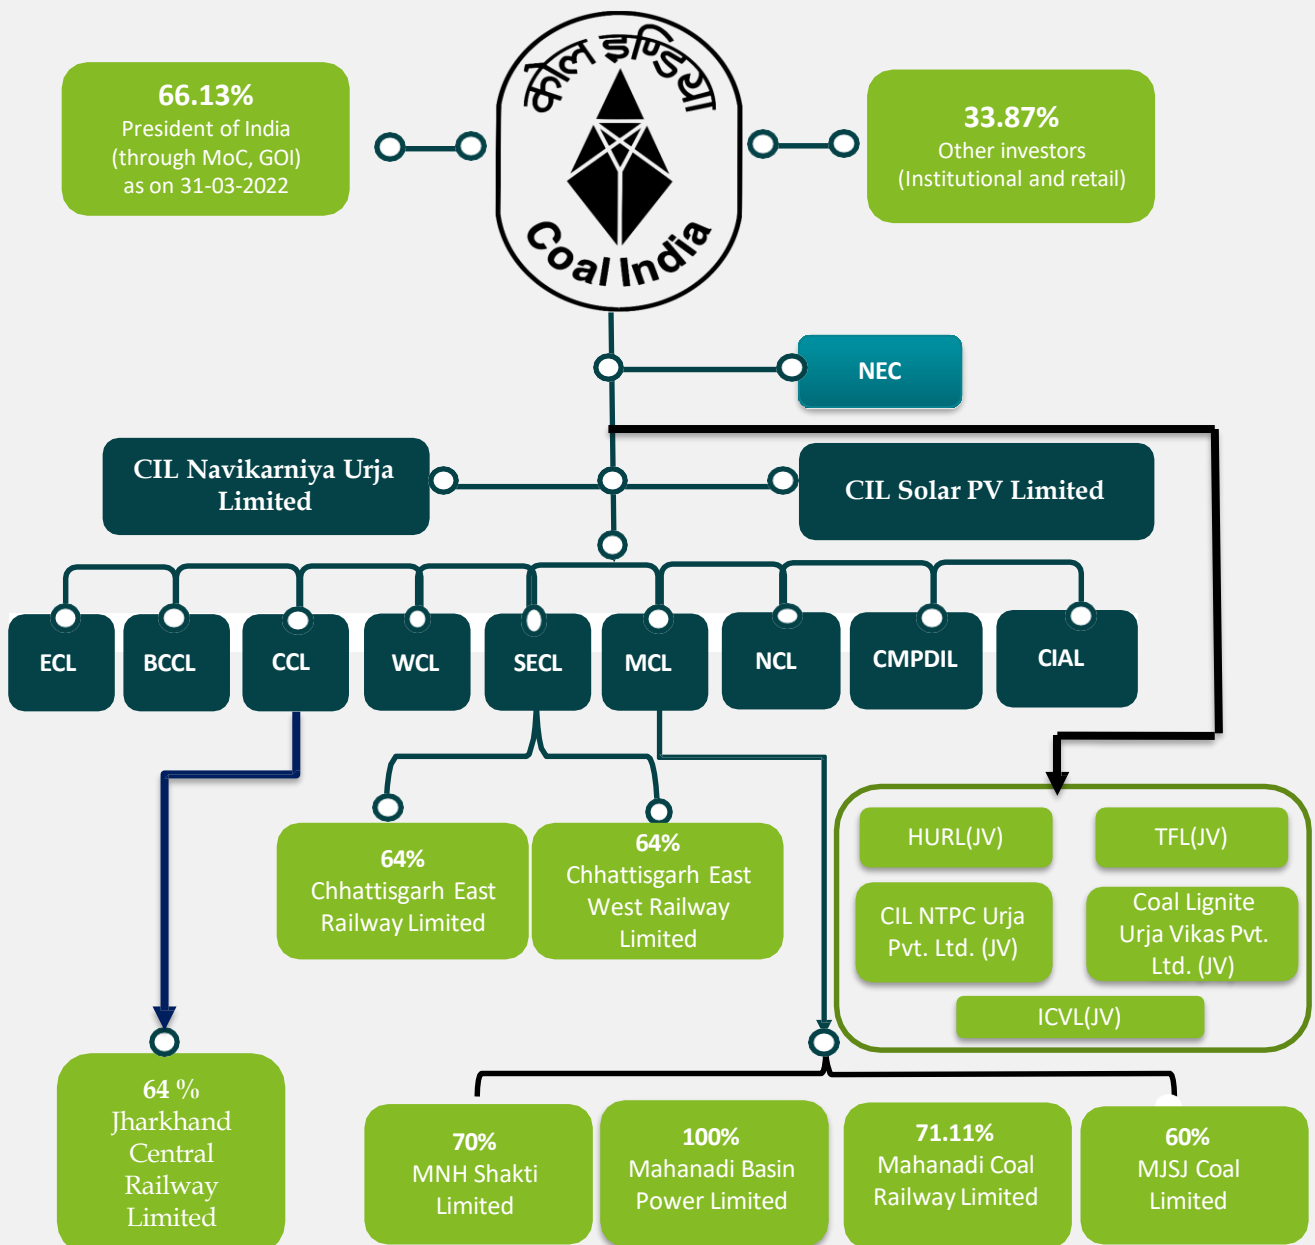 66.13%
President of India
(through MoC, GOI)
as on 31-03-2022
कोल इण्डिया
Coal India
33.87%
Other investors
(Institutional and retail)
NEC
CIL Navikarniya Urja
Limited
CIL Solar PV Limited
ECL
BCCL
CCL
WCL
SECL
MCL
NCL
CMPDIL
CIAL
64%
Chhattisgarh East
Railway Limited
64%
Chhattisgarh East
West Railway
Limited
HURL(JV)
TFL(JV)
CIL NTPC Urja
Pvt. Ltd. (JV)
Coal Lignite
Urja Vikas Pvt.
Ltd. (JV)
ICVL(JV)
64 %
Jharkhand
Central
Railway
Limited
70%
MNH Shakti
Limited
100%
Mahanadi Basin
Power Limited
71.11%
Mahanadi Coal
Railway Limited
60%
MJSJ Coal
Limited